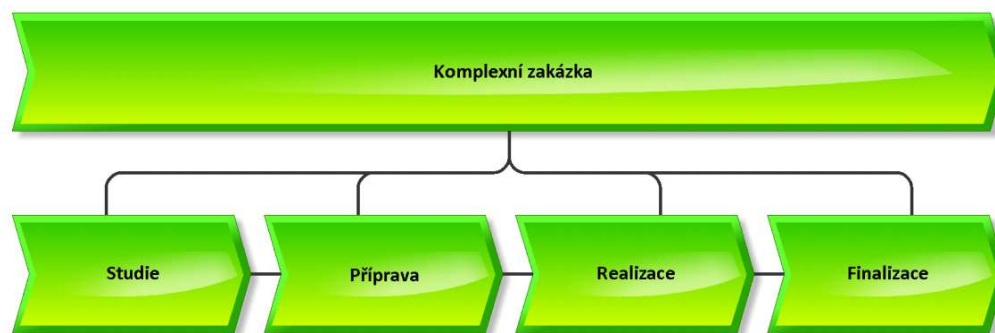 Komplexní zakázka
Studie
Příprava
Realizace
Finalizace